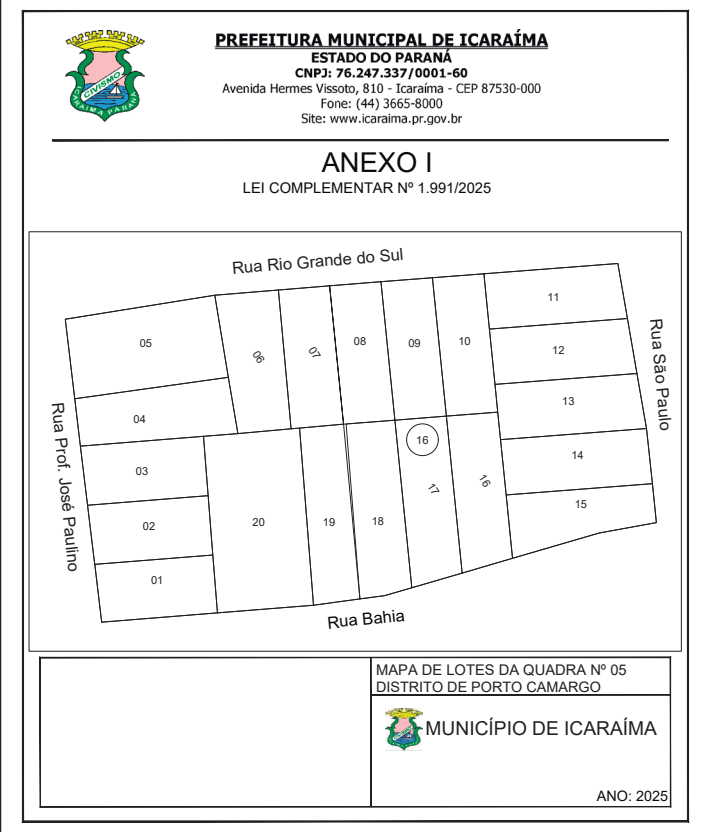 PREFEITURA MUNICIPAL DE ICARAÍMA
ESTADO DO PARANÁ
CNPJ: 76.247.337/0001-60
Avenida Hermes Vissoto, 810 - Icaraíma - CEP 87530-000
Fone: (44) 3665-8000
Site: www.icaraima.pr.gov.br
CIVISMO
ICARAIMA PARANÁ
ANEXO I
LEI COMPLEMENTAR Nº 1.991/2025
Rua Rio Grande do Sul
05
06
07
08
09
10
11
12
13
14
15
Rua São Paulo
04
03
02
01
Rua Prof. José Paulino
20
19
18
16
17
16
Rua Bahia
MAPA DE LOTES DA QUADRA Nº 05
DISTRITO DE PORTO CAMARGO
MUNICÍPIO DE ICARAÍMA
ANO: 2025